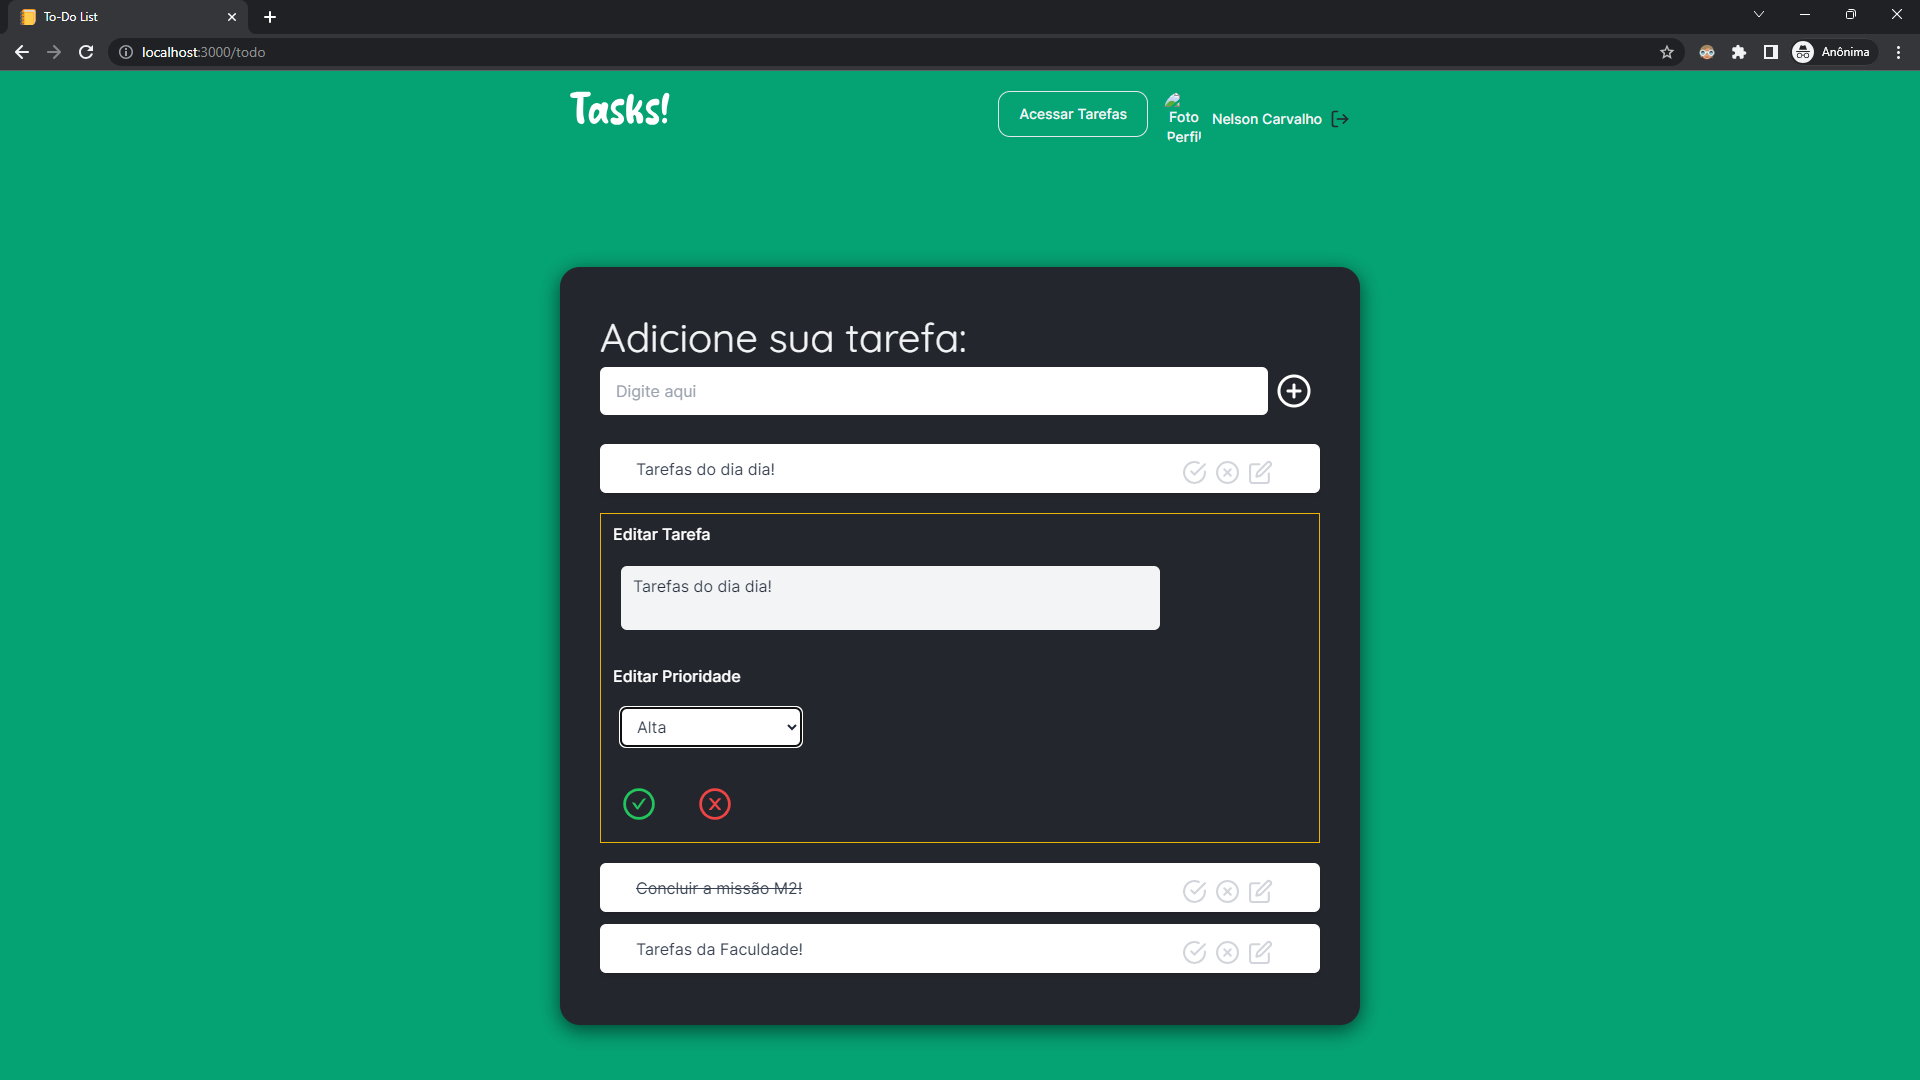 To-Do List
localhost:3000/todo
Anônima
Tasks!
Acessar Tarefas
Foto
Perfil
Nelson Carvalho
Adicione sua tarefa:
Digite aqui
Tarefas do dia dia!
Editar Tarefa
Tarefas do dia dia!
Editar Prioridade
Alta
Concluir a missão M2!
Tarefas da Faculdade!